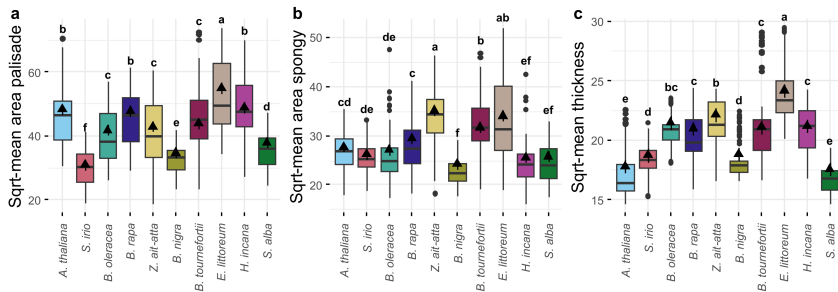 a
Sqrt-mean area palisade
60
40
20
b
f
c
b
c
e
c
a
b
d
A. thaliana
S. irio
B. oleracea
B. rapa
Z. ait-atta
B. nigra
B. tournefortii
E. littoreum
H. incana
S. alba
b
Sqrt-mean area spongy
50
40
30
20
cd
de
de
c
a
f
b
ab
ef
ef
A. thaliana
S. irio
B. oleracea
B. rapa
Z. ait-atta
B. nigra
B. tournefortii
E. littoreum
H. incana
S. alba
c
Sqrt-mean thickness
30
25
20
15
e
d
bc
c
b
d
c
a
c
e
A. thaliana
S. irio
B. oleracea
B. rapa
Z. ait-atta
B. nigra
B. tournefortii
E. littoreum
H. incana
S. alba